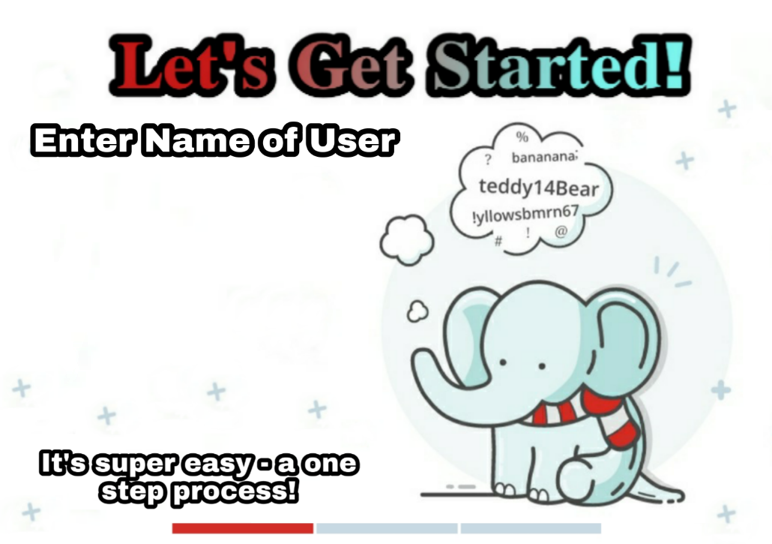 Let's Get Started!
Enter Name of User
%
? bananana;
teddy14Bear
!yllowsbmrn67
# ! @
It's super easy - a one
step process!